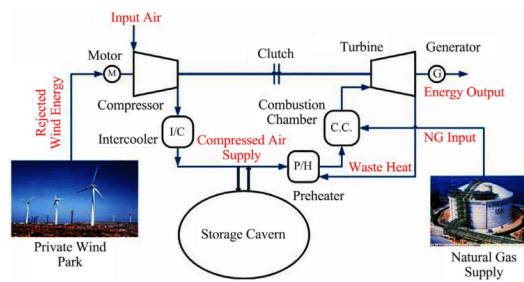 Input Air
Motor
M
Clutch
Turbine
Generator
G
Energy Output
Rejected
Wind Energy
Compressor
Combustion
Chamber
C.C.
Intercooler
I/C
Compressed Air
Supply
NG Input
P/H
Waste Heat
Preheater
Storage Cavern
Private Wind
Park
Natural Gas
Supply